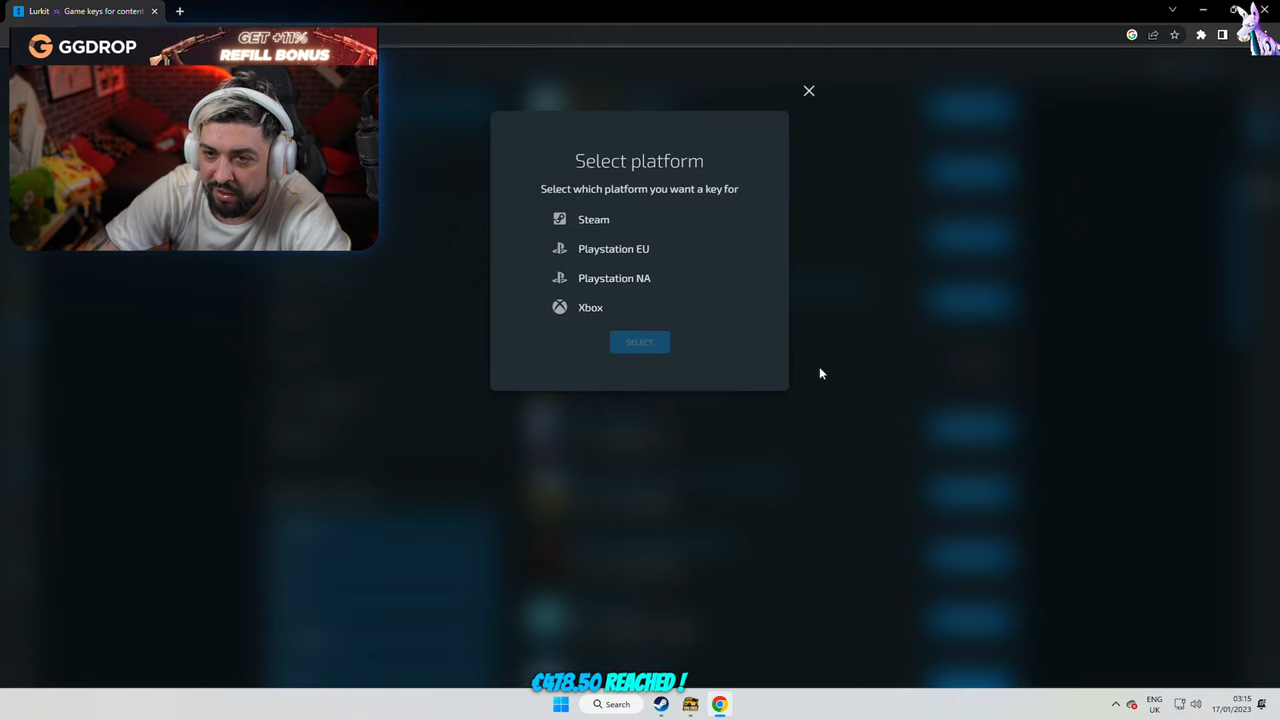 Lurkit
Game keys for content
GGDROP
GET +11%
REFILL BONUS
Select platform
Select which platform you want a key for
Steam
Playstation EU
Playstation NA
Xbox
SELECT
€478.50 REACHED !
Search
ENG
UK
03:15
17/01/2023